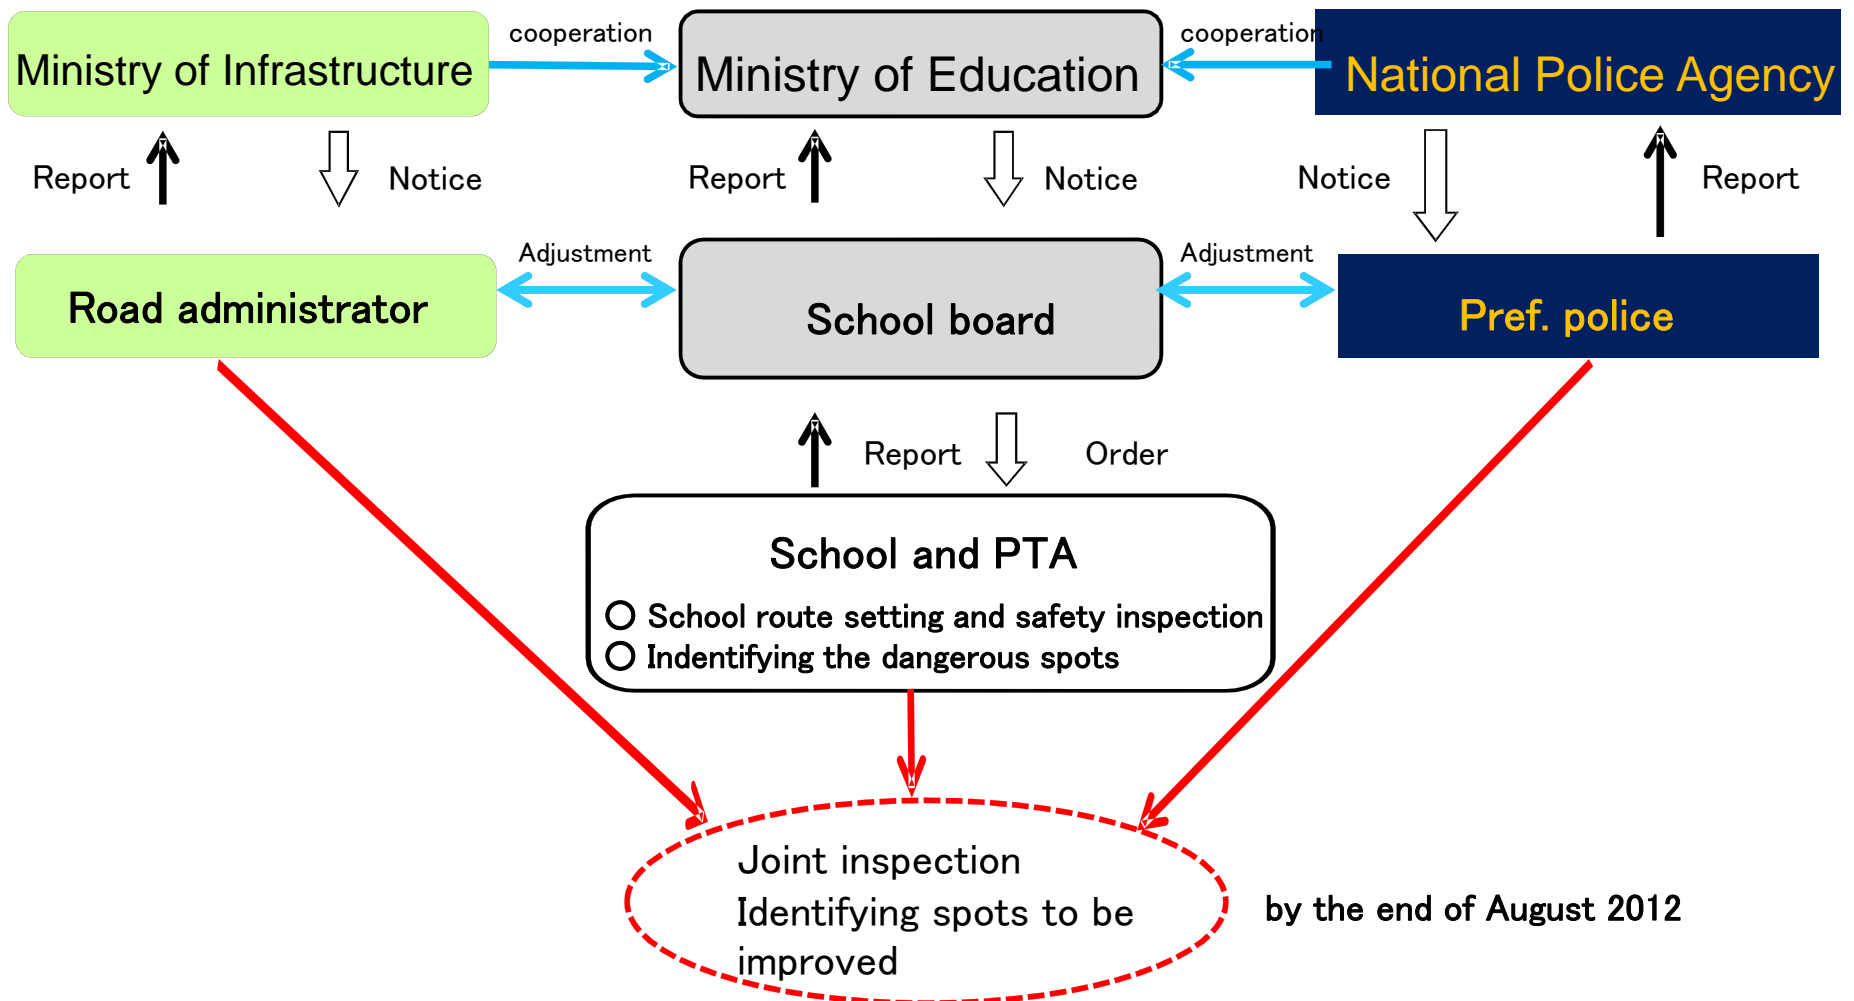 cooperation
cooperation
Ministry of Infrastructure
Ministry of Education
National Police Agency
Report
Notice
Report
Notice
Notice
Report
Adjustment
Adjustment
Road administrator
School board
Pref. police
Report
Order
School and PTA
○ School route setting and safety inspection
○ Indentifying the dangerous spots
Joint inspection
Identifying spots to be
improved
by the end of August 2012